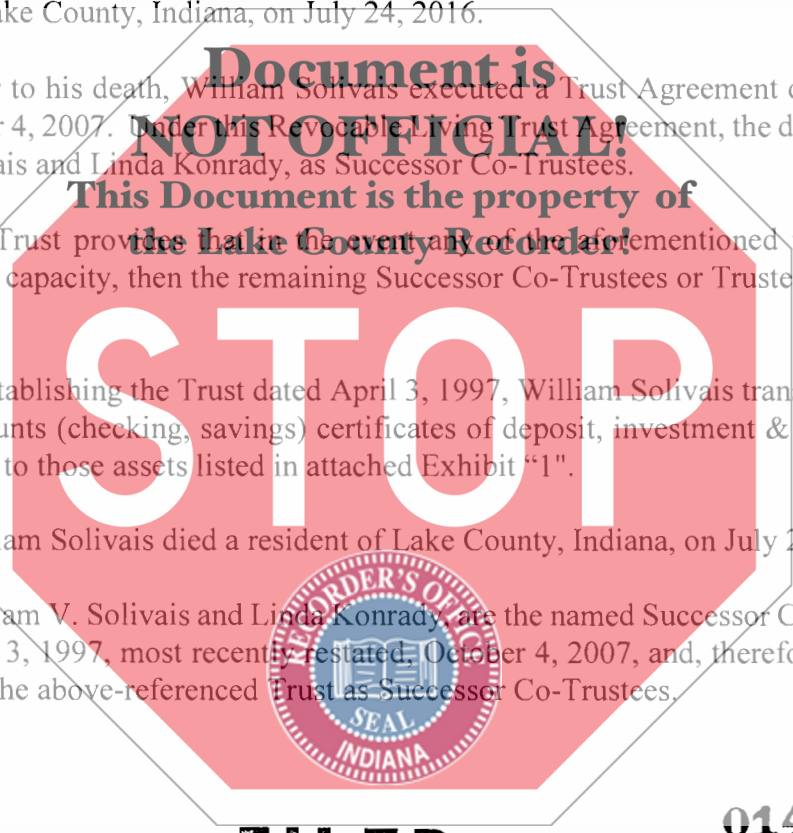 ake County, Indiana, on July 24, 2016.
Document is
to his death, William Solivais executed a Trust Agreement
NOT OFFICIAL!
4, 2007. Under this Revocable Living Trust Agreement, the
ais and Linda Konrady, as Successor Co-Trustees.
This Document is the property of
the Lake County Recorder!
Trust provides that in the event any of the aforementioned
capacity, then the remaining Successor Co-Trustees or Truste
STOP
tablishing the Trust dated April 3, 1997, William Solivais tran
unts (checking, savings) certificates of deposit, investment &
to those assets listed in attached Exhibit “1".
am Solivais died a resident of Lake County, Indiana, on July 2
am V. Solivais and Linda Konrady, are the named Successor C
3, 1997, most recently restated, October 4, 2007, and, therefo
he above-referenced Trust as Successor Co-Trustees.
RECORDER'S OFFICE
SEAL
INDIANA
014